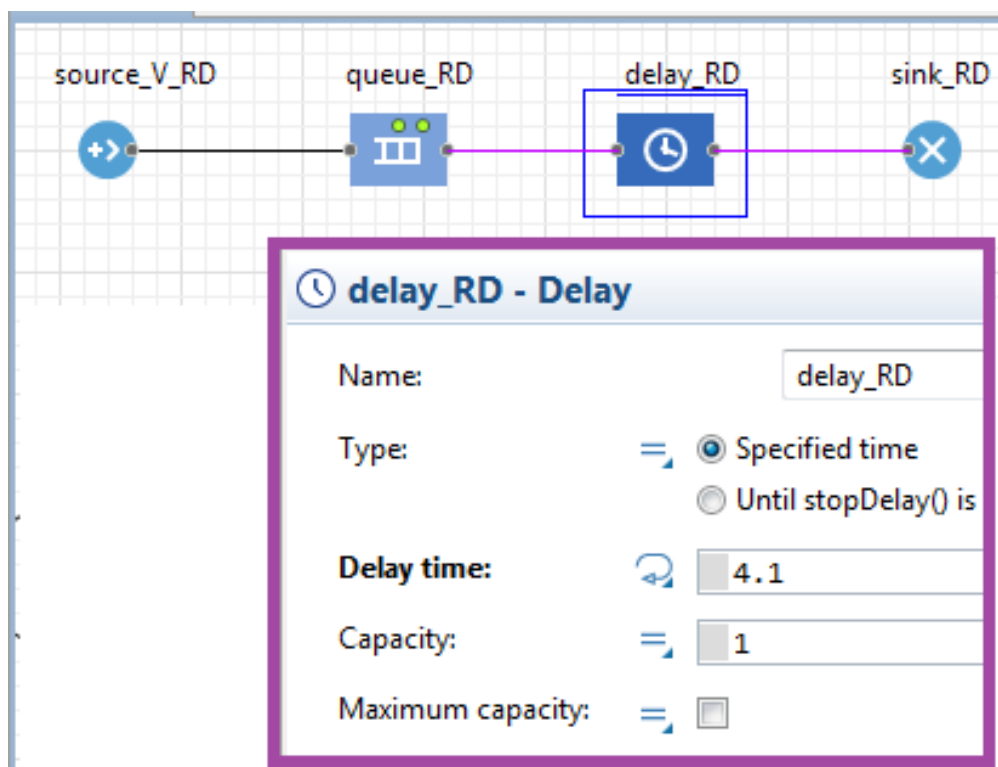 source_V_RD queue_RD delay_RD sink_RD
delay_RD - Delay
Name: delay_RD
Type: Specified time
Until stopDelay() is
Delay time: 4.1
Capacity: 1
Maximum capacity: